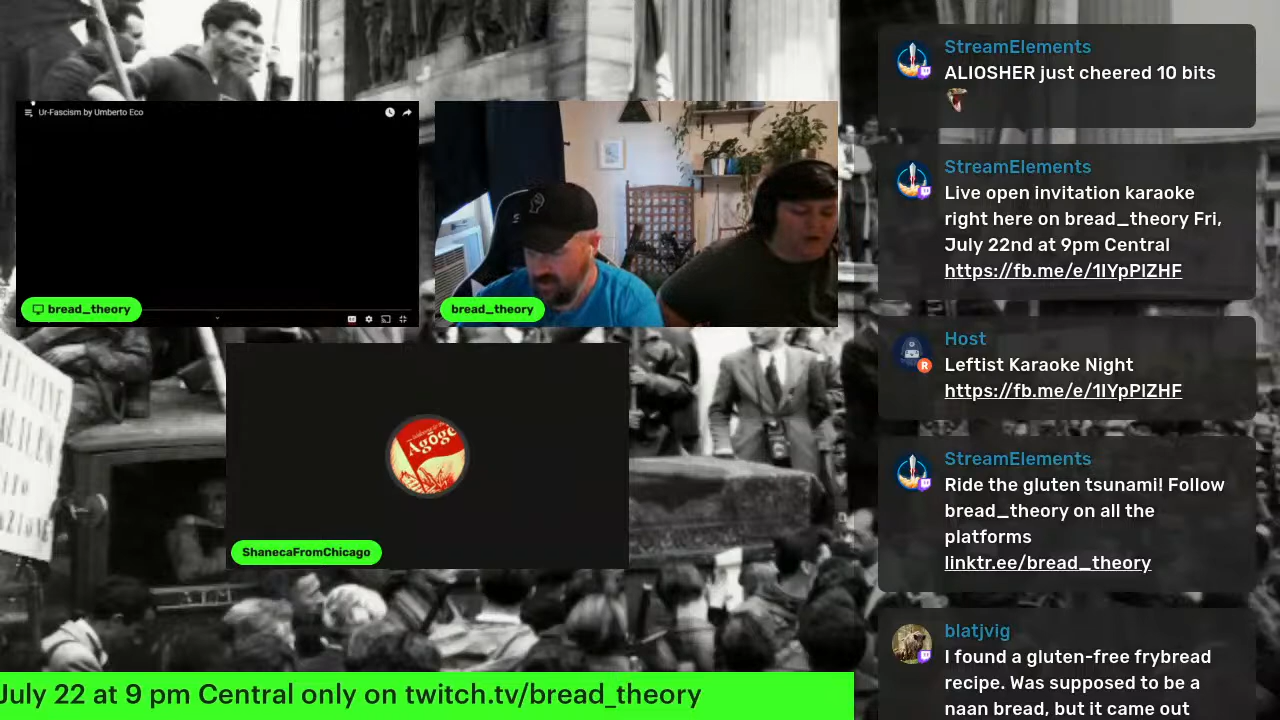 Ur-Fascism by Umberto Eco
bread_theory
bread_theory
Agōge
ShanecaFromChicago
July 22 at 9 pm Central only on twitch.tv/bread_theory
StreamElements
ALIOSHER just cheered 10 bits
StreamElements
Live open invitation karaoke
right here on bread_theory Fri,
July 22nd at 9pm Central
https://fb.me/e/1IYpPlZHF
Host
Leftist Karaoke Night
https://fb.me/e/1IYpPlZHF
StreamElements
Ride the gluten tsunami! Follow
bread_theory on all the
platforms
linktr.ee/bread_theory
blatjvig
I found a gluten-free frybread
recipe. Was supposed to be a
naan bread, but it came out